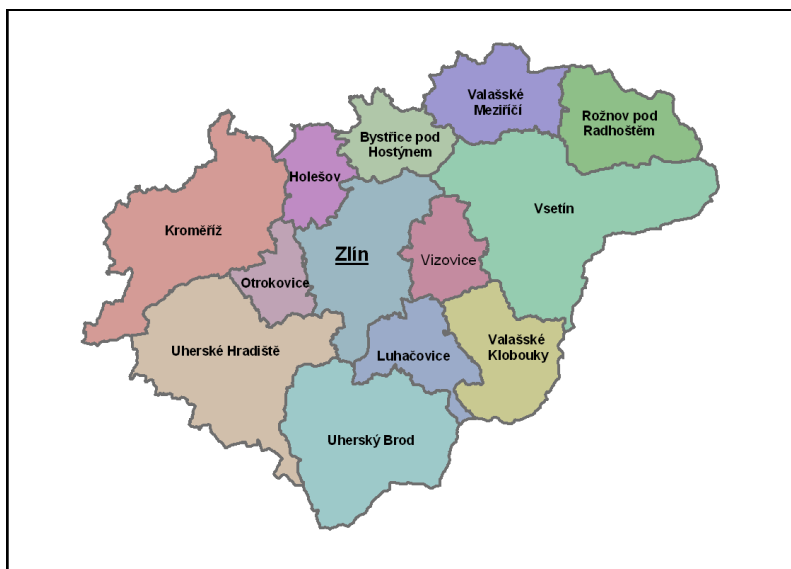 Valašské
Meziříčí
Rožnov pod
Radhoštěm
Bystřice pod
Hostýnem
Holešov
Vsetín
Kroměříž
Zlín
Vizovice
Otrokovice
Uherské Hradiště
Luhačovice
Valašské
Klobouky
Uherský Brod